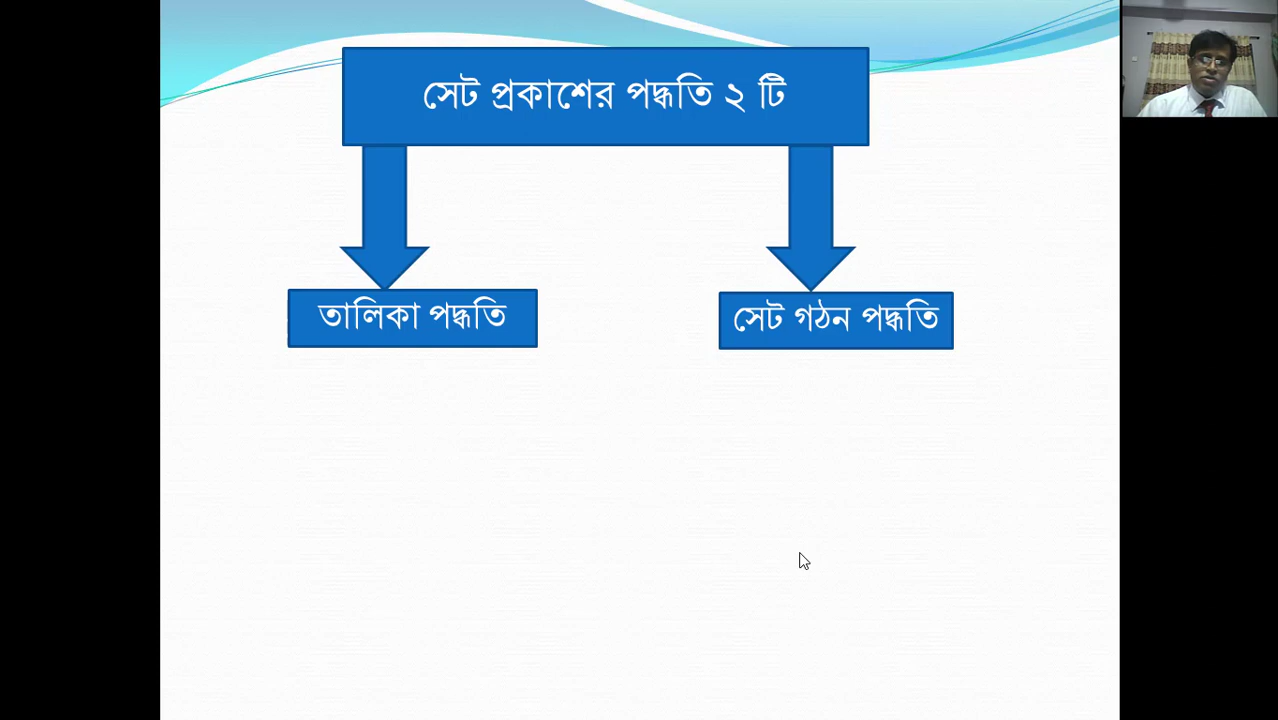 সেট প্রকাশের পদ্ধতি ২ টি
তালিকা পদ্ধতি
সেট গঠন পদ্ধতি